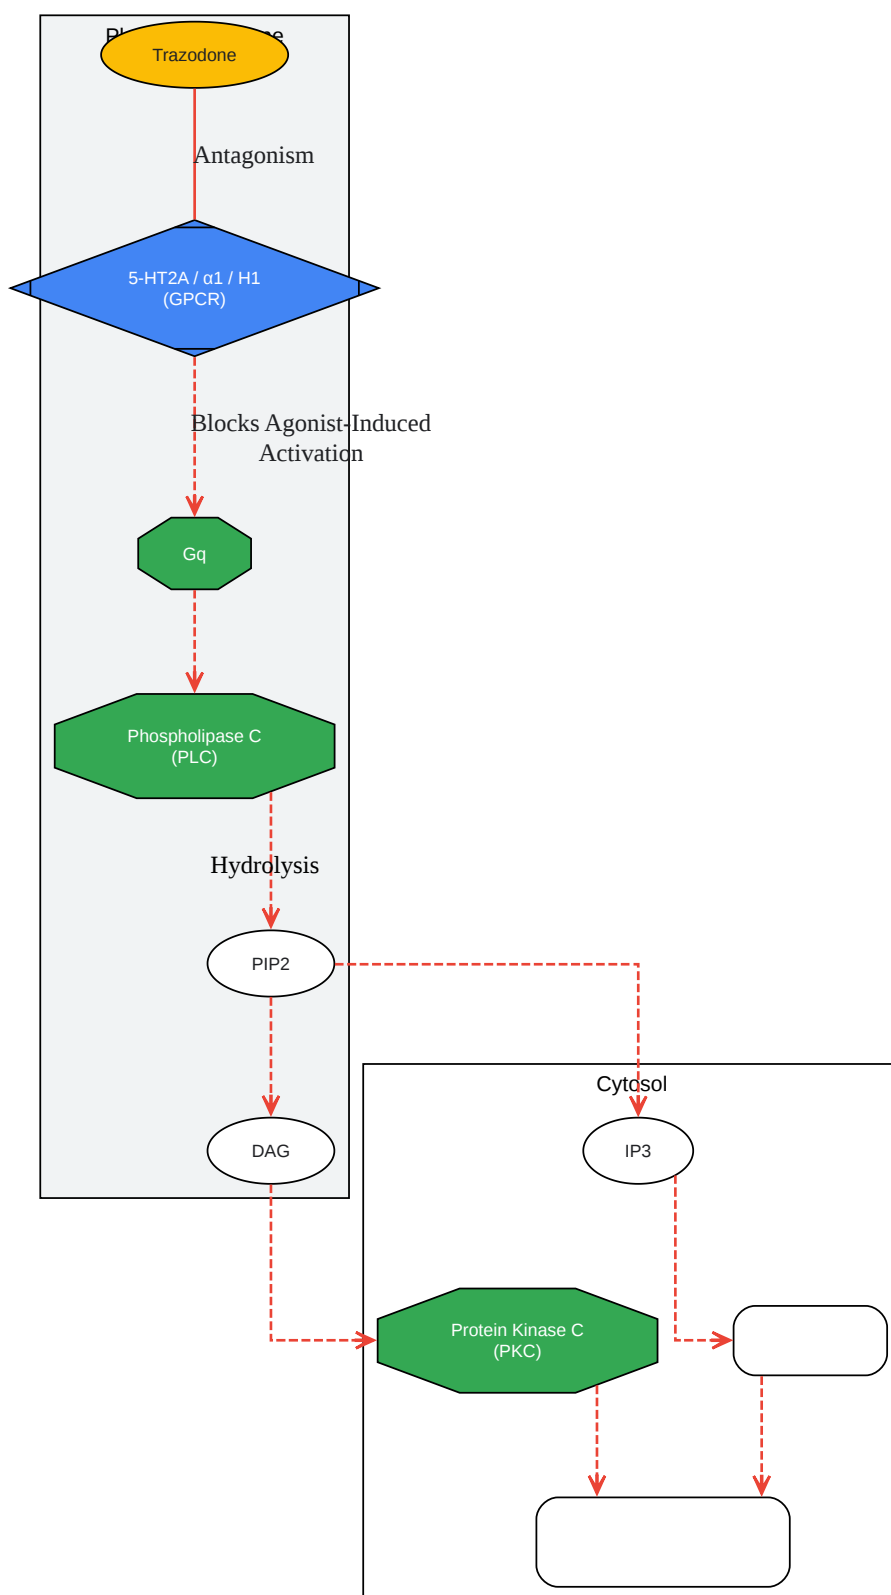 Trazodone
Antagonism
5-HT2A / α1 / H1
(GPCR)
Blocks Agonist-Induced
Activation
Gq
Phospholipase C
(PLC)
Hydrolysis
PIP2
Cytosol
DAG
IP3
Protein Kinase C
(PKC)